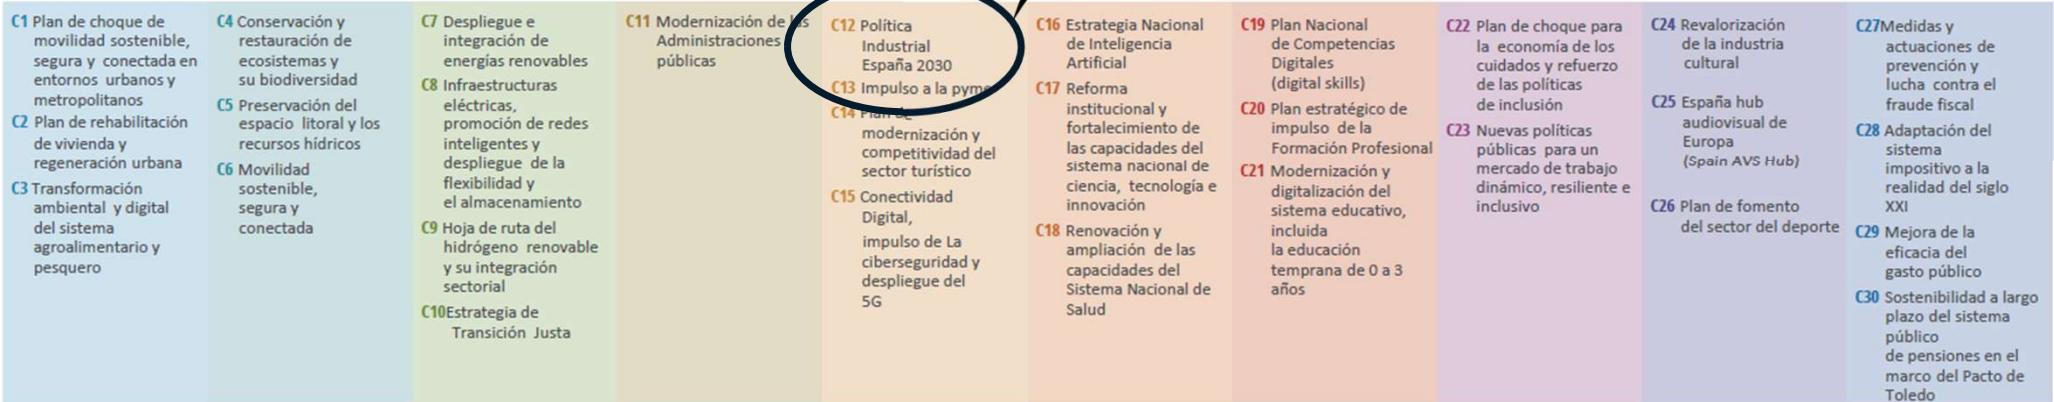 C1 Plan de choque de
movilidad sostenible,
segura y conectada en
entornos urbanos y
metropolitanos
C2 Plan de rehabilitación
de vivienda y
regeneración urbana
C3 Transformación
ambiental y digital
del sistema
agroalimentario y
pesquero
C4 Conservación y
restauración de
ecosistemas y
su biodiversidad
C5 Preservación del
espacio litoral y los
recursos hídricos
C6 Movilidad
sostenible,
segura y
conectada
C7 Despliegue e
integración de
energías renovables
C8 Infraestructuras
eléctricas,
promoción de redes
inteligentes y
despliegue de la
flexibilidad y
el almacenamiento
C9 Hoja de ruta del
hidrógeno renovable
y su integración
sectorial
C10Estrategia de
Transición Justa
C11 Modernización de las
Administraciones
públicas
C12 Política
Industrial
España 2030
C13 Impulso a la pyme
C14 Plan de
modernización y
competitividad del
sector turístico
C15 Conectividad
Digital,
impulso de La
ciberseguridad y
despliegue del
5G
C16 Estrategia Nacional
de Inteligencia
Artificial
C17 Reforma
institucional y
fortalecimiento de
las capacidades del
sistema nacional de
ciencia, tecnología e
innovación
C18 Renovación y
ampliación de las
capacidades del
Sistema Nacional de
Salud
C19 Plan Nacional
de Competencias
Digitales
(digital skills)
C20 Plan estratégico de
impulso de la
Formación Profesional
C21 Modernización y
digitalización del
sistema educativo,
incluida
la educación
temprana de 0 a 3
años
C22 Plan de choque para
la economía de los
cuidados y refuerzo
de las políticas
de inclusión
C23 Nuevas políticas
públicas para un
mercado de trabajo
dinámico, resiliente e
inclusivo
C24 Revalorización
de la industria
cultural
C25 España hub
audiovisual de
Europa
(Spain AVS Hub)
C26 Plan de fomento
del sector del deporte
C27Medidas y
actuaciones de
prevención y
lucha contra el
fraude fiscal
C28 Adaptación del
sistema
impositivo a la
realidad del siglo
XXI
C29 Mejora de la
eficacia del
gasto público
C30 Sostenibilidad a largo
plazo del sistema
público
de pensiones en el
marco del Pacto de
Toledo